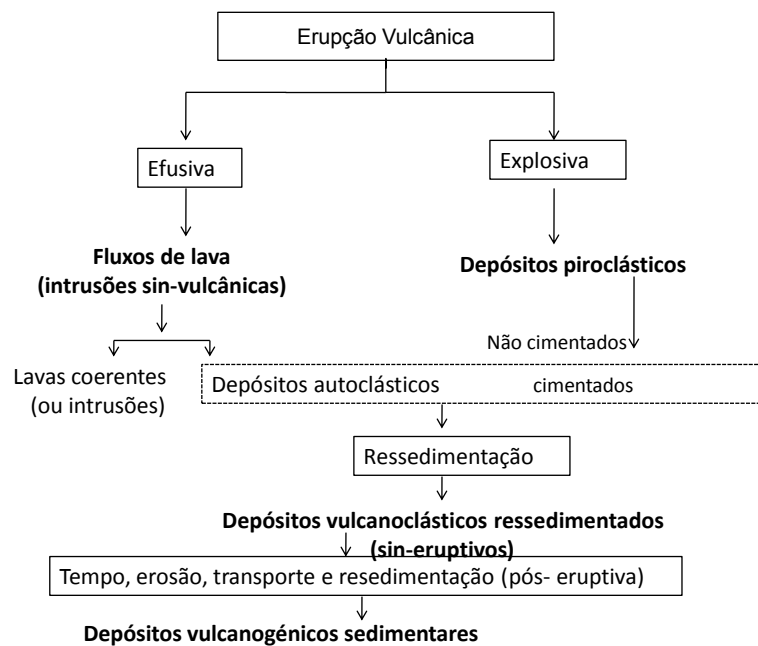 Erupção Vulcânica
Efusiva
Explosiva
Fluxos de lava
(intrusões sin-vulcânicas)
Depósitos piroclásticos
Não cimentados
Lavas coerentes
(ou intrusões)
Depósitos autoclásticos
cimentados
Ressedimentação
Depósitos vulcanoclásticos ressedimentados
(sin-eruptivos)
Tempo, erosão, transporte e resedimentação (pós- eruptiva)
Depósitos vulcanogénicos sedimentares